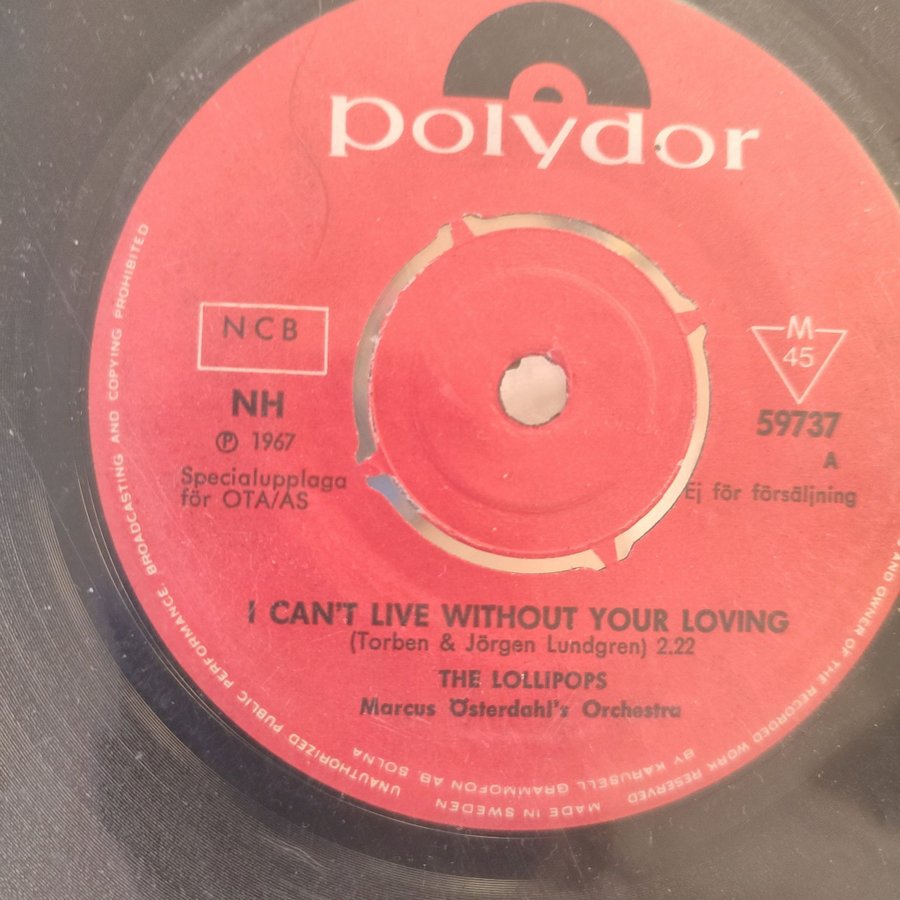 polydor
NCB
NH
Ⓟ 1967
Specialupplaga
för OTA/AS
M
45
59737
A
Ej för försäljning
I CAN'T LIVE WITHOUT YOUR LOVING
(Torben & Jörgen Lundgren) 2.22
THE LOLLIPOPS
Marcus Österdahl's Orchestra
UNAUTHORIZED PUBLIC PERFORMANCE, BROADCASTING AND COPYING PROHIBITED
AND OWNER OF THE RECORDED WORK RESERVED
BY KARUSELL GRAMMOFON AB, SOLNA
MADE IN SWEDEN